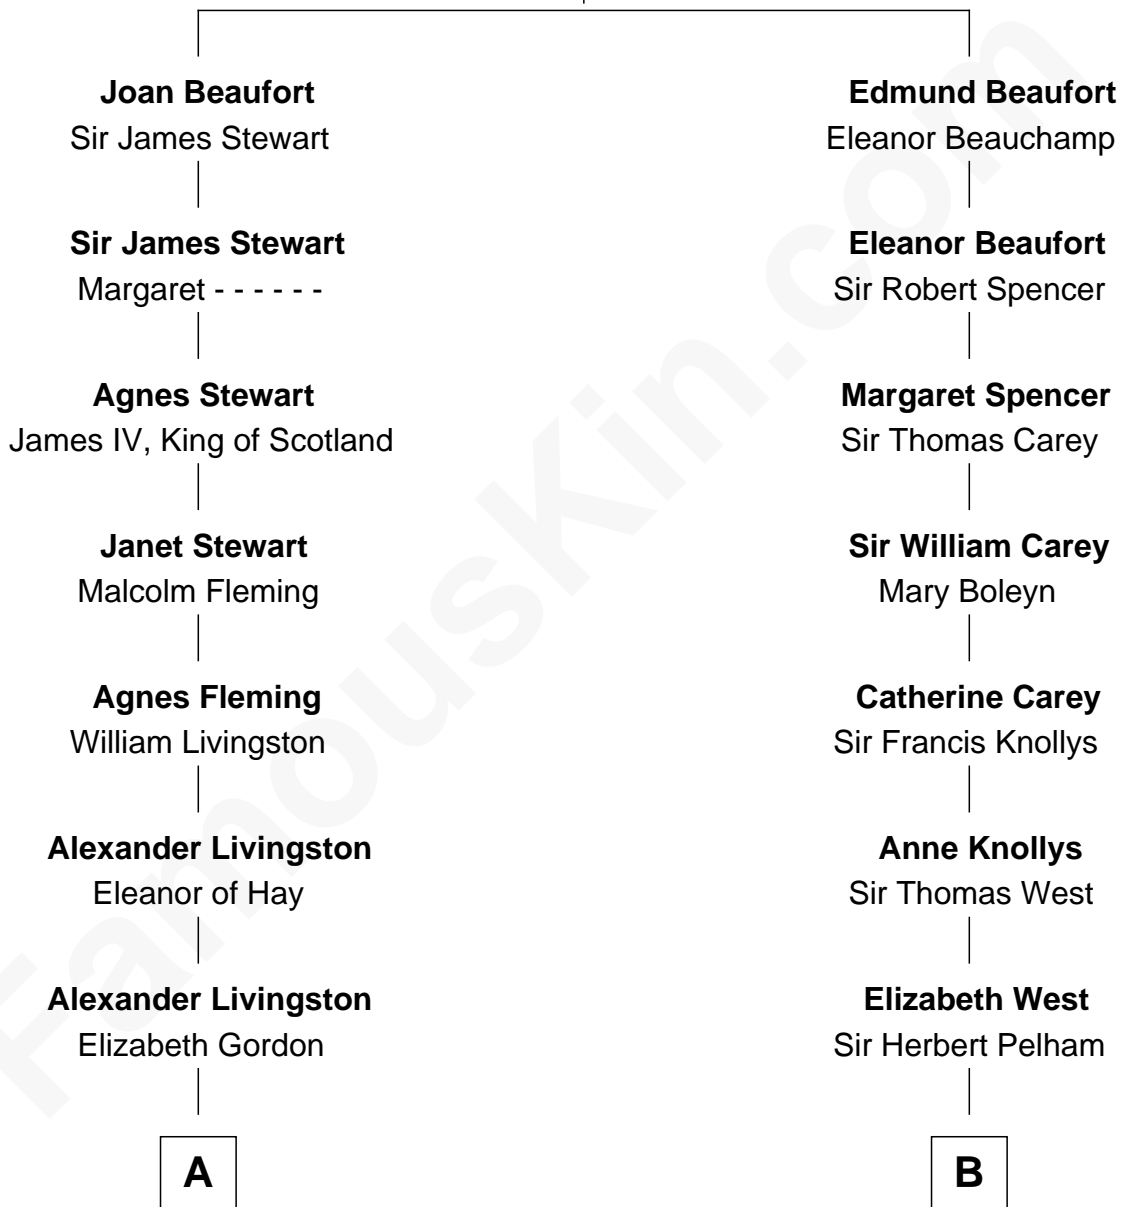 Joan Beaufort
Sir James Stewart
Sir James Stewart
Margaret - - - - - -
Agnes Stewart
James IV, King of Scotland
Janet Stewart
Malcolm Fleming
Agnes Fleming
William Livingston
Alexander Livingston
Eleanor of Hay
Alexander Livingston
Elizabeth Gordon
A
Edmund Beaufort
Eleanor Beauchamp
Eleanor Beaufort
Sir Robert Spencer
Margaret Spencer
Sir Thomas Carey
Sir William Carey
Mary Boleyn
Catherine Carey
Sir Francis Knollys
Anne Knollys
Sir Thomas West
Elizabeth West
Sir Herbert Pelham
B
FamousKin.com